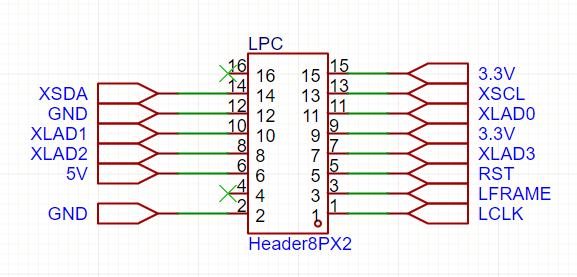 LPC
16 16 15 15 3.3V
XSDA 14 14 13 13 XSCL
GND 12 12 11 11 XLAD0
XLAD1 10 10 9 9 3.3V
XLAD2 8 8 7 7 XLAD3
5V 6 6 5 5 RST
4 4 3 3 LFRAME
GND 2 2 1 1 LCLK
Header8PX2